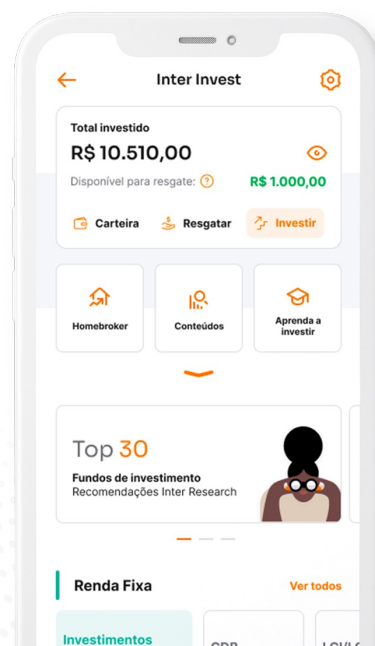 Inter Invest
Total investido
R$ 10.510,00
Disponível para resgate: ?
R$ 1.000,00
Carteira
Resgatar
Investir
Homebroker
Conteúdos
Aprenda a
investir
Top 30
Fundos de investimento
Recomendações Inter Research
Renda Fixa
Ver todos
Investimentos
CDB